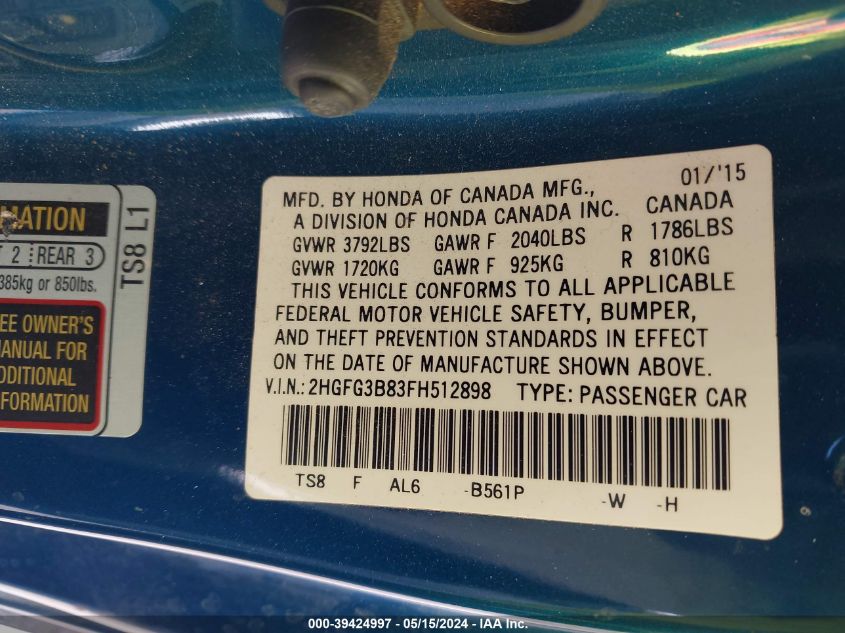 MATION
T 2 REAR 3
385kg or 850lbs.
EE OWNER'S
MANUAL FOR
DDITIONAL
FORMATION
TS8 L1
01/'15
MFD. BY HONDA OF CANADA MFG.,
A DIVISION OF HONDA CANADA INC. CANADA
GVWR 3792LBS GAWR F 2040LBS R 1786LBS
GVWR 1720KG GAWR F 925KG R 810KG
THIS VEHICLE CONFORMS TO ALL APPLICABLE
FEDERAL MOTOR VEHICLE SAFETY, BUMPER,
AND THEFT PREVENTION STANDARDS IN EFFECT
ON THE DATE OF MANUFACTURE SHOWN ABOVE.
V.I.N.: 2HGFG3B83FH512898 TYPE: PASSENGER CAR
TS8 F AL6 -B561P -W -H
000-39424997 - 05/15/2024 - IAA Inc.